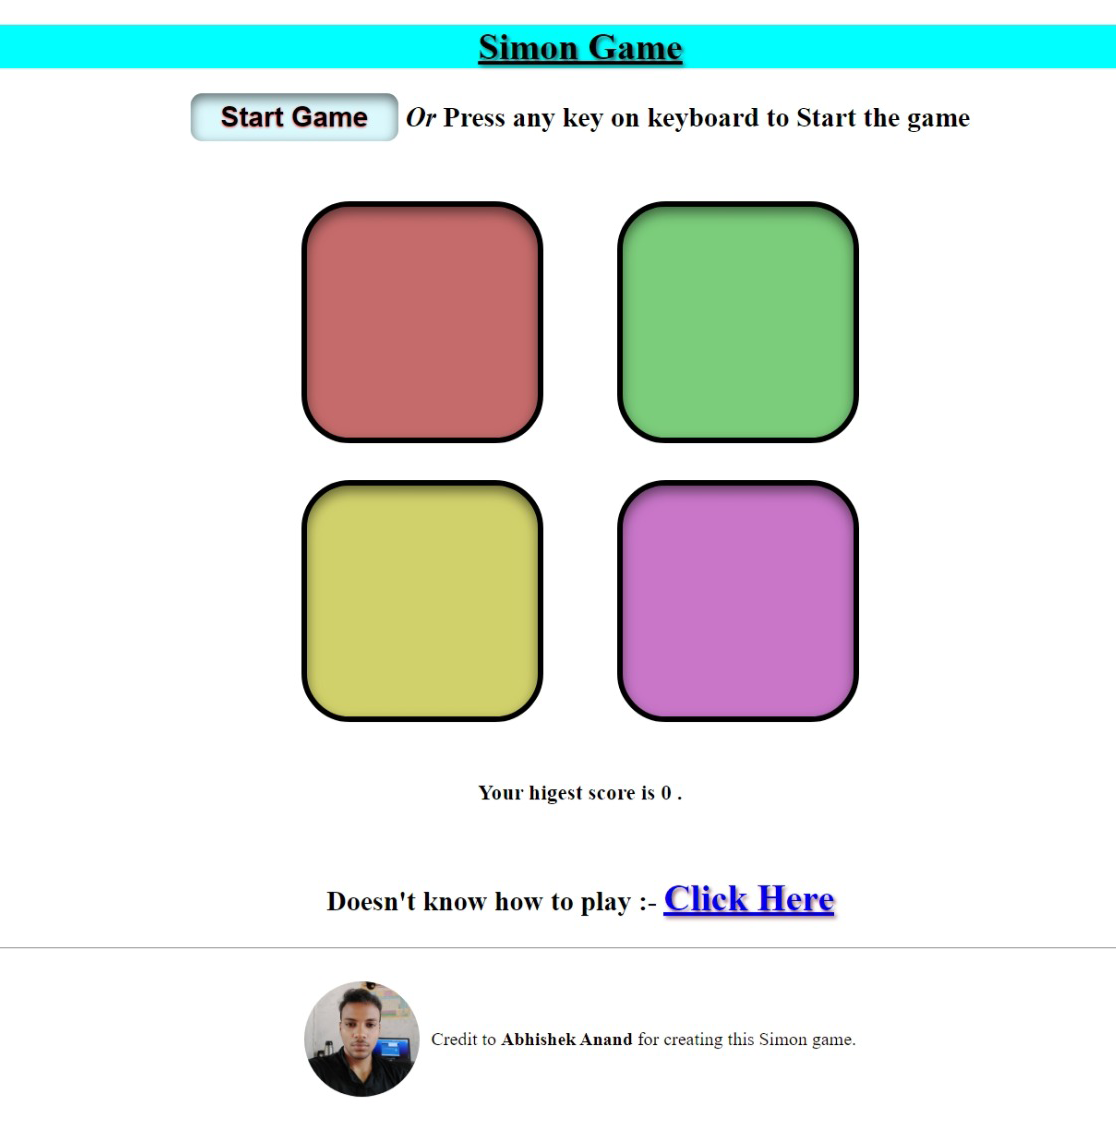 Simon Game
Start Game Or Press any key on keyboard to Start the game
Your higest score is 0 .
Doesn't know how to play :- Click Here
Credit to Abhishek Anand for creating this Simon game.